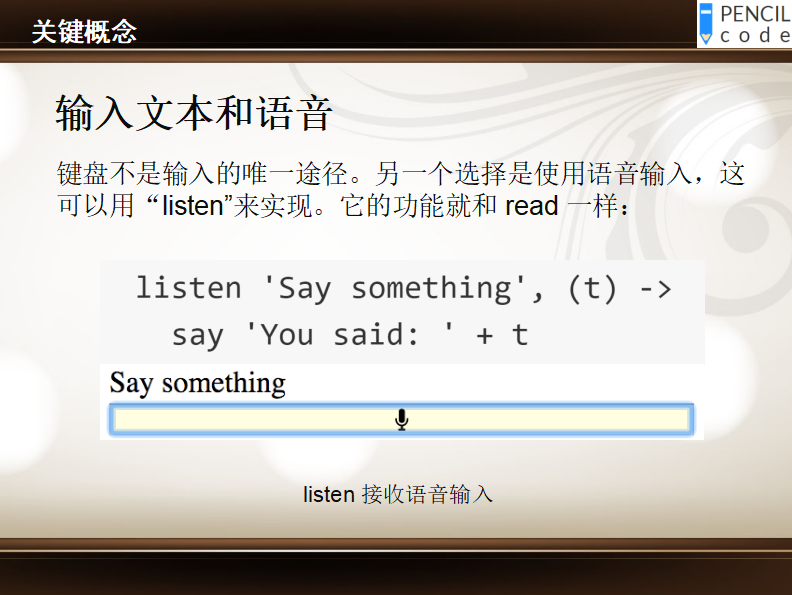 关键概念
PENCIL
code
输入文本和语音
键盘不是输入的唯一途径。另一个选择是使用语音输入，这
可以用“listen”来实现。它的功能就和 read 一样：
listen 'Say something', (t) ->
say 'You said: ' + t
Say something
listen 接收语音输入